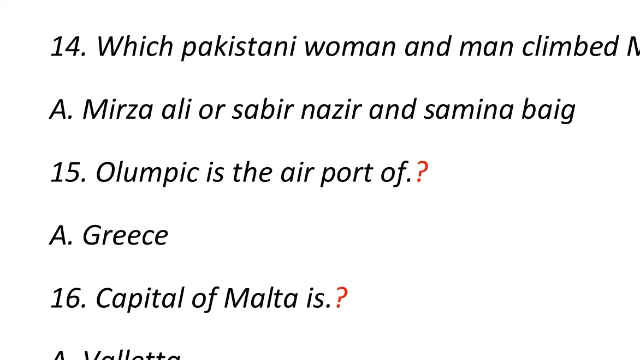 14. Which pakistani woman and man climbed
A. Mirza ali or sabir nazir and samina baig
15. Olumpic is the air port of.?
A. Greece
16. Capital of Malta is.?
A. Valletta